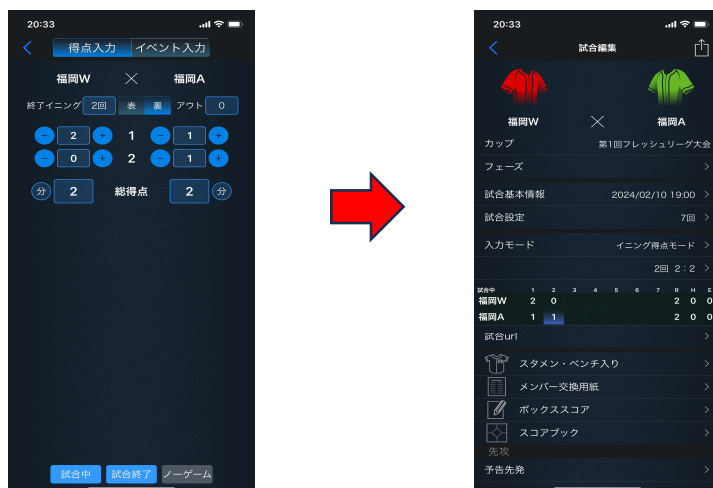 20:33
得点入力 イベント入力
福岡W × 福岡A
終了イニング 2回 表 裏 アウト 0
- 2 + 1 - 1 +
- 0 + 2 - 1 +
分 2 総得点 2 分
試合中 試合終了 ノーゲーム
20:33
試合編集
福岡W × 福岡A
カップ 第1回フレッシュリーグ大会
フェーズ
試合基本情報 2024/02/10 19:00
試合設定 7回
入力モード イニング得点モード
2回 2:2
試合中 1 2 3 4 5 6 7 R H E
福岡W 2 0 2 0 0
福岡A 1 1 2 0 0
試合url
スタメン・ベンチ入り
メンバー交換用紙
ボックススコア
スコアブック
先攻
予告先発